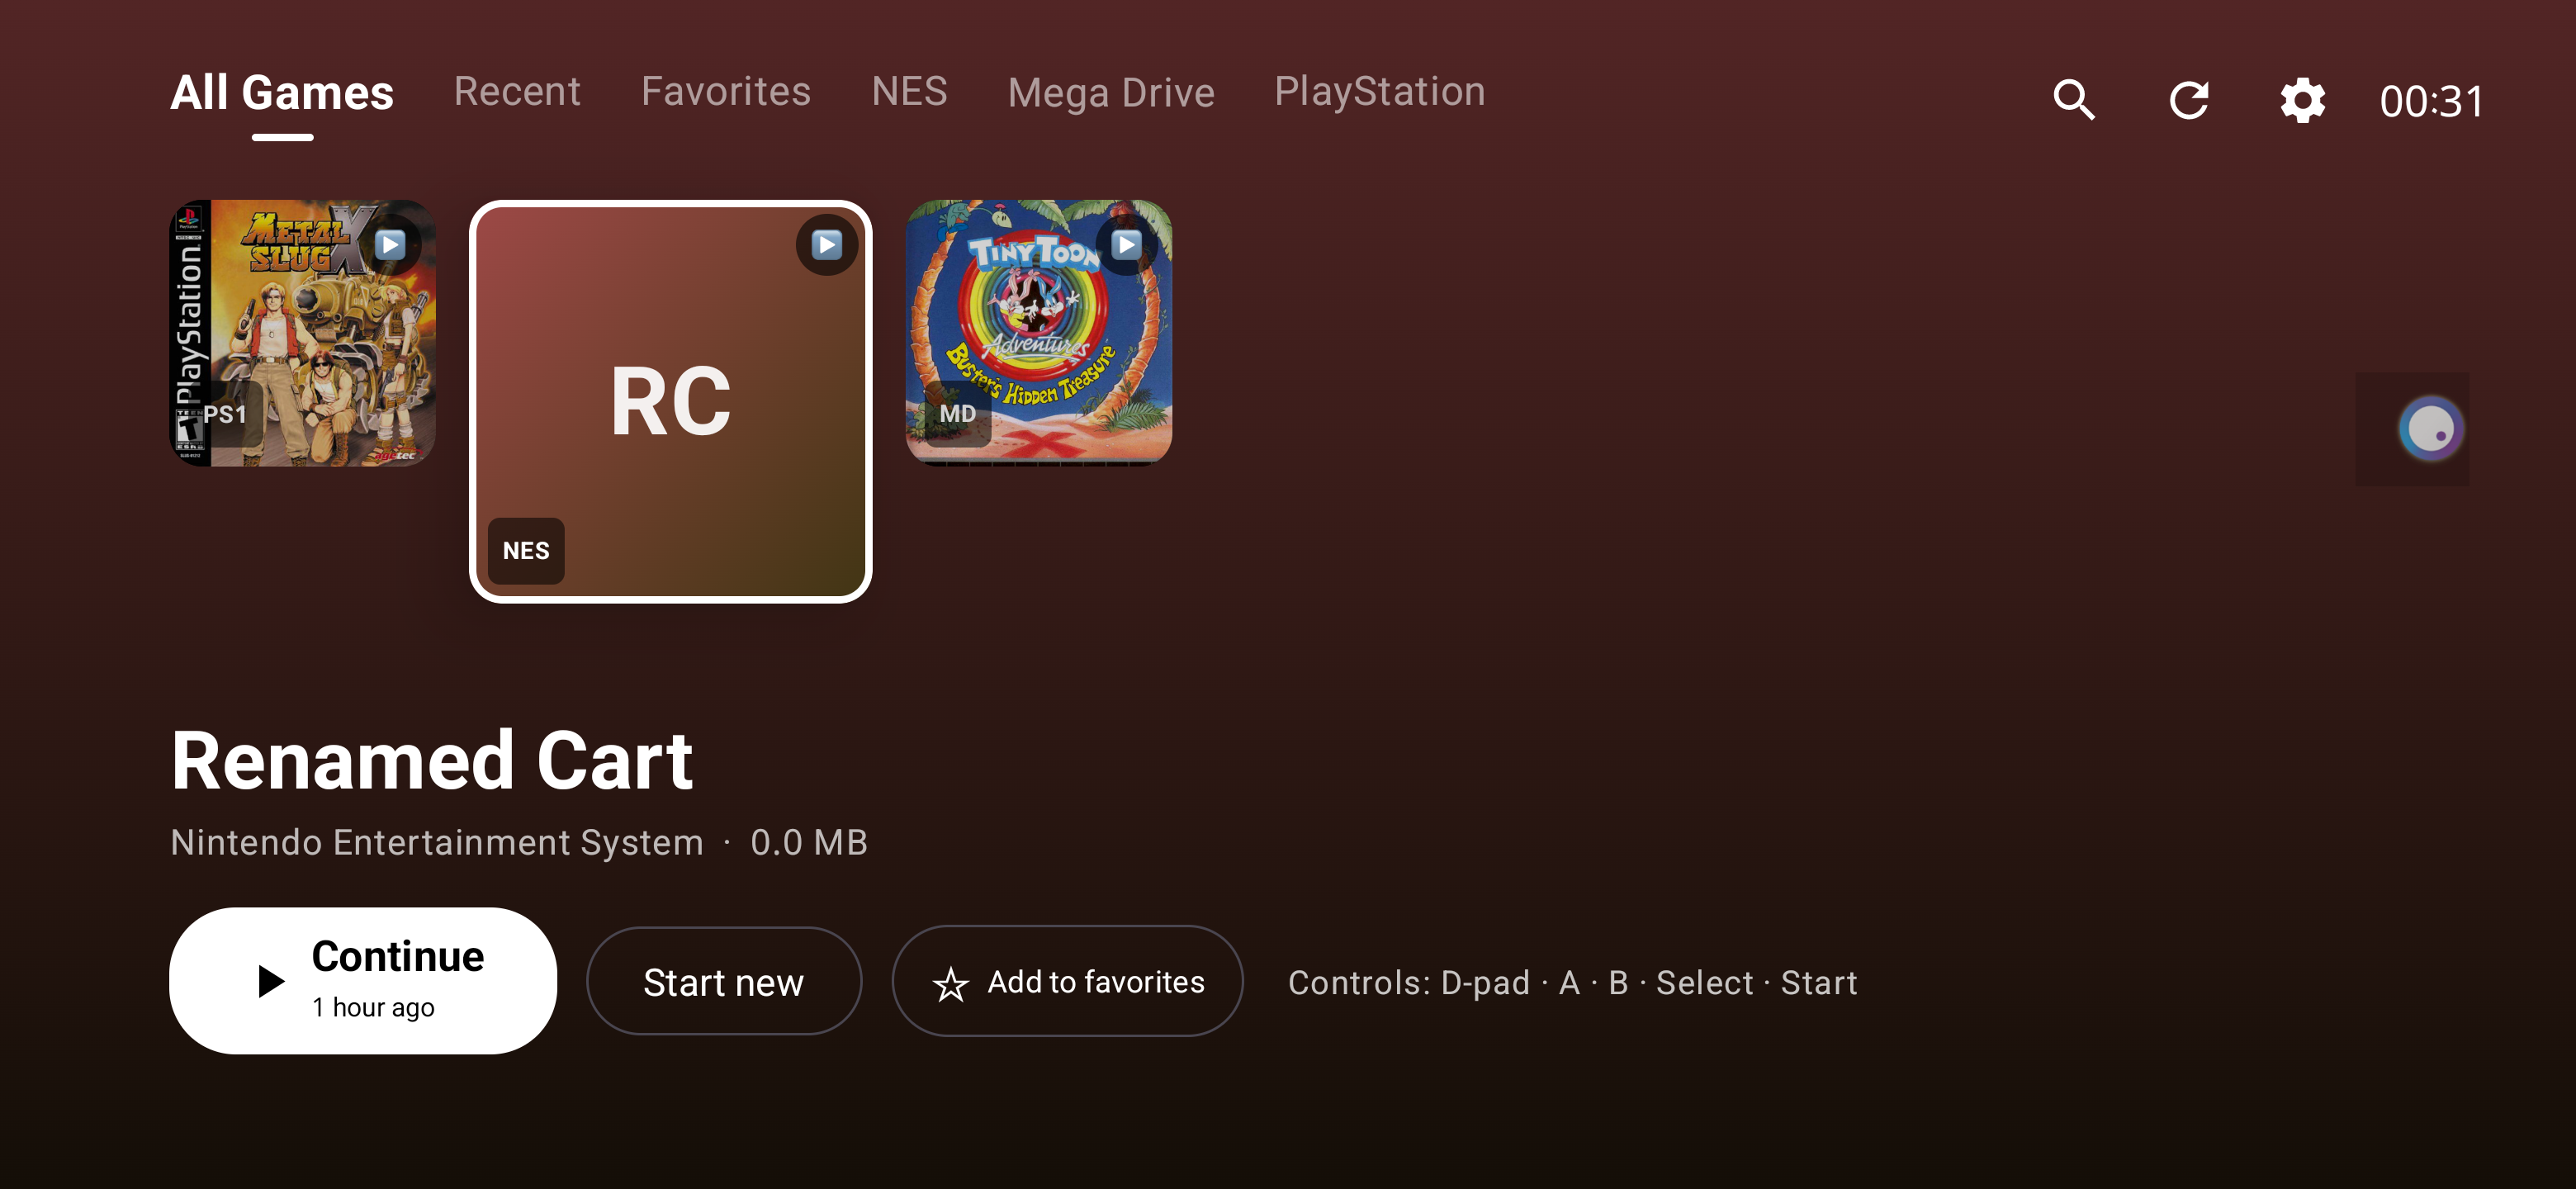 All Games Recent Favorites NES Mega Drive PlayStation 00:31
PlayStation
METAL SLUG X
PS1
RC
NES
TINY TOON
Adventures
Buster's Hidden Treasure
MD
Renamed Cart
Nintendo Entertainment System · 0.0 MB
Continue
1 hour ago
Start new
Add to favorites
Controls: D-pad · A · B · Select · Start